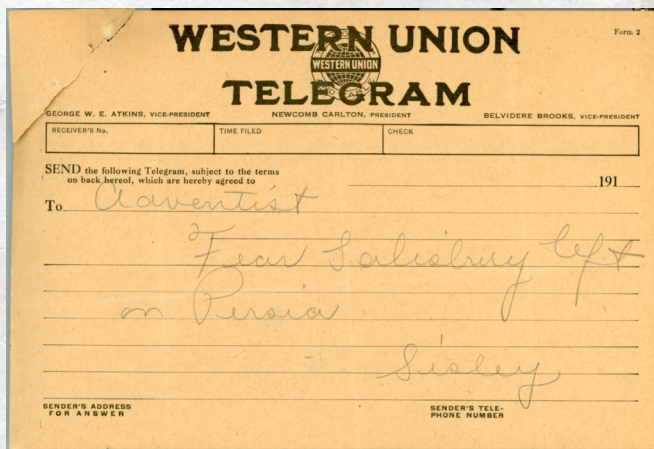 WESTERN UNION
Form 2
WESTERN UNION
TELEGRAM
GEORGE W. E. ATKINS, VICE-PRESIDENT NEWCOMB CARLTON, PRESIDENT BELVIDERE BROOKS, VICE-PRESIDENT
RECEIVER'S No. TIME FILED CHECK
SEND the following Telegram, subject to the terms
on back hereof, which are hereby agreed to 191
To Adventist
Fear Salisbury left
on Persia
Sisley
SENDER'S ADDRESS
FOR ANSWER
SENDER'S TELE-
PHONE NUMBER